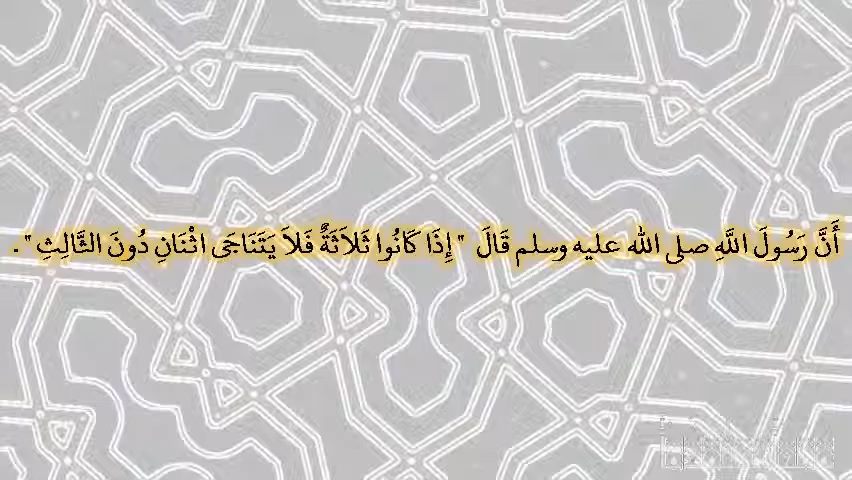 أَنَّ رَسُولَ اللَّهِ صلى الله عليه وسلم قَالَ ‏"‏ إِذَا كَانُوا ثَلاَثَةٌ فَلاَ يَتَنَاجَى اثْنَانِ دُونَ الثَّالِثِ ‏"‏ ‏.‏